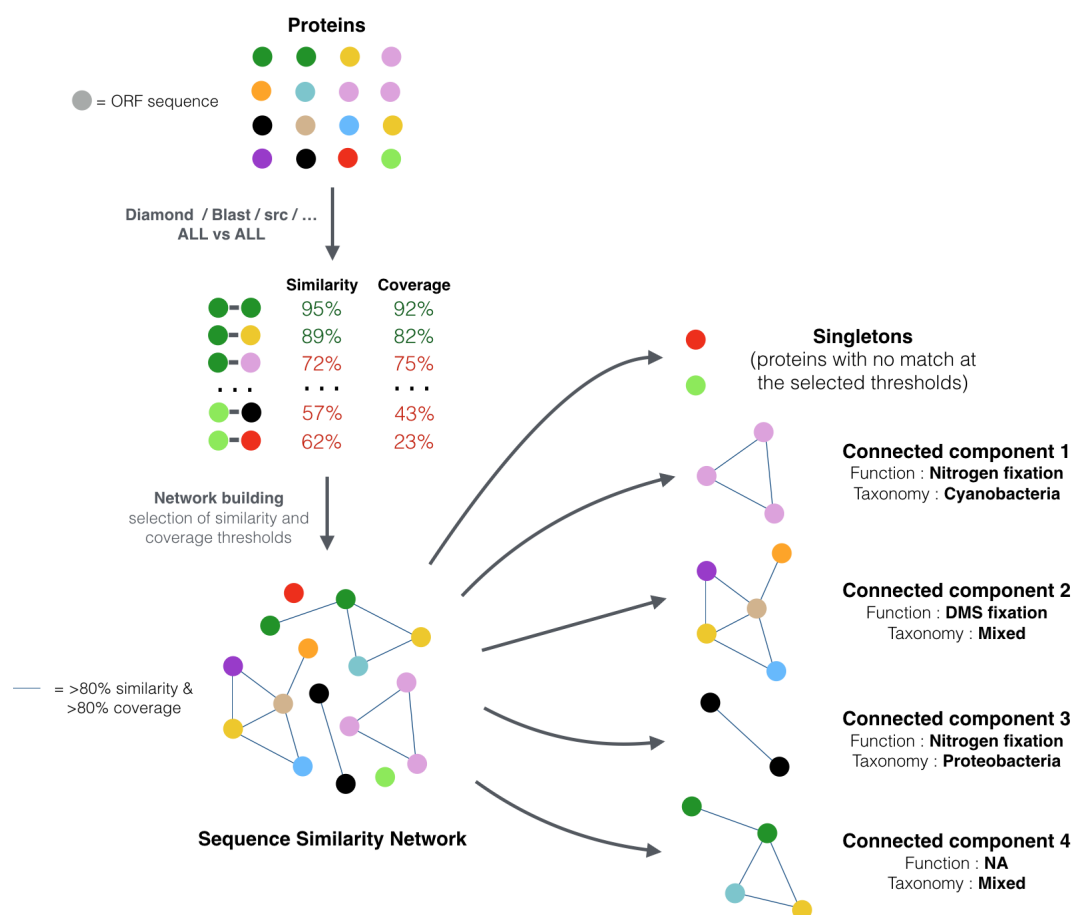 Proteins
= ORF sequence
Diamond / Blast / src / ...
ALL vs ALL
Similarity Coverage
95% 92%
89% 82%
72% 75%
... ... ...
57% 43%
62% 23%
Network building
selection of similarity and
coverage thresholds
= >80% similarity &
>80% coverage
Sequence Similarity Network
Singletons
(proteins with no match at
the selected thresholds)
Connected component 1
Function : Nitrogen fixation
Taxonomy : Cyanobacteria
Connected component 2
Function : DMS fixation
Taxonomy : Mixed
Connected component 3
Function : Nitrogen fixation
Taxonomy : Proteobacteria
Connected component 4
Function : NA
Taxonomy : Mixed